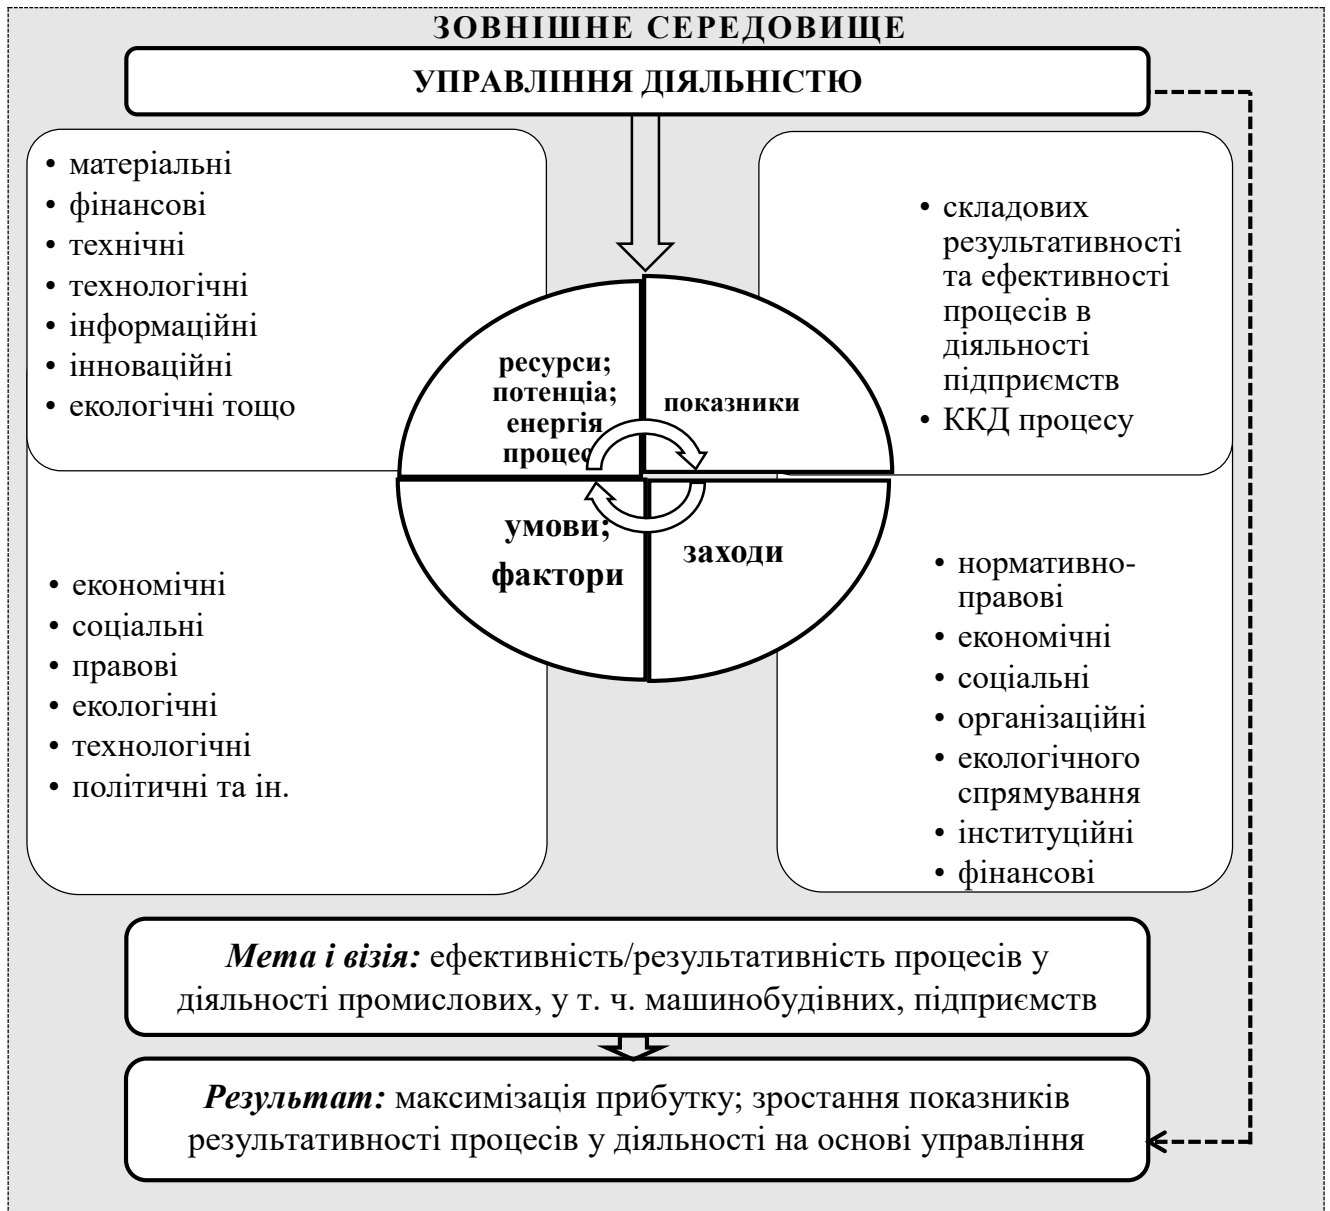 ЗОВНІШНЕ СЕРЕДОВИЩЕ
УПРАВЛІННЯ ДІЯЛЬНІСТЮ
• матеріальні
• фінансові
• технічні
• технологічні
• інформаційні
• інноваційні
• екологічні тощо
• складових
результативності
та ефективності
процесів в
діяльності
підприємств
• ККД процесу
ресурси;
потенціа;
енергія
процес
показники
умови;
фактори
заходи
• економічні
• соціальні
• правові
• екологічні
• технологічні
• політичні та ін.
• нормативно-
правові
• економічні
• соціальні
• організаційні
• екологічного
спрямування
• інституційні
• фінансові
Мета і візія: ефективність/результативність процесів у
діяльності промислових, у т. ч. машинобудівних, підприємств
Результат: максимізація прибутку; зростання показників
результативності процесів у діяльності на основі управління